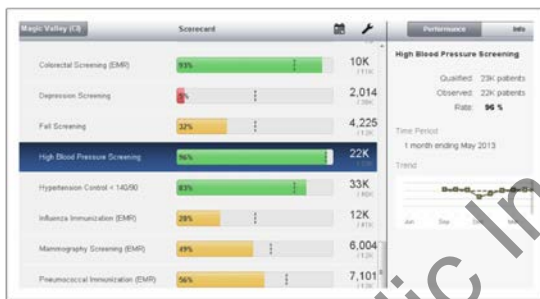 Magic Valley (CI) Scorecard Performance Info
Colorectal Screening (EMR) 93% 10K / 11K
Depression Screening 5% 2,014
Fall Screening 32% 4,225
High Blood Pressure Screening 96% 22K
Hypertension Control < 140/90 83% 33K
Influenza Immunization (EMR) 28% 12K
Mammography Screening (EMR) 49% 6,004
Pneumococcal Immunization (EMR) 56% 7,101
High Blood Pressure Screening
Qualified: 23K patients
Observed: 22K patients
Rate: 96 %
Time Period
1 month ending May 2013
Trend
Jun Sep